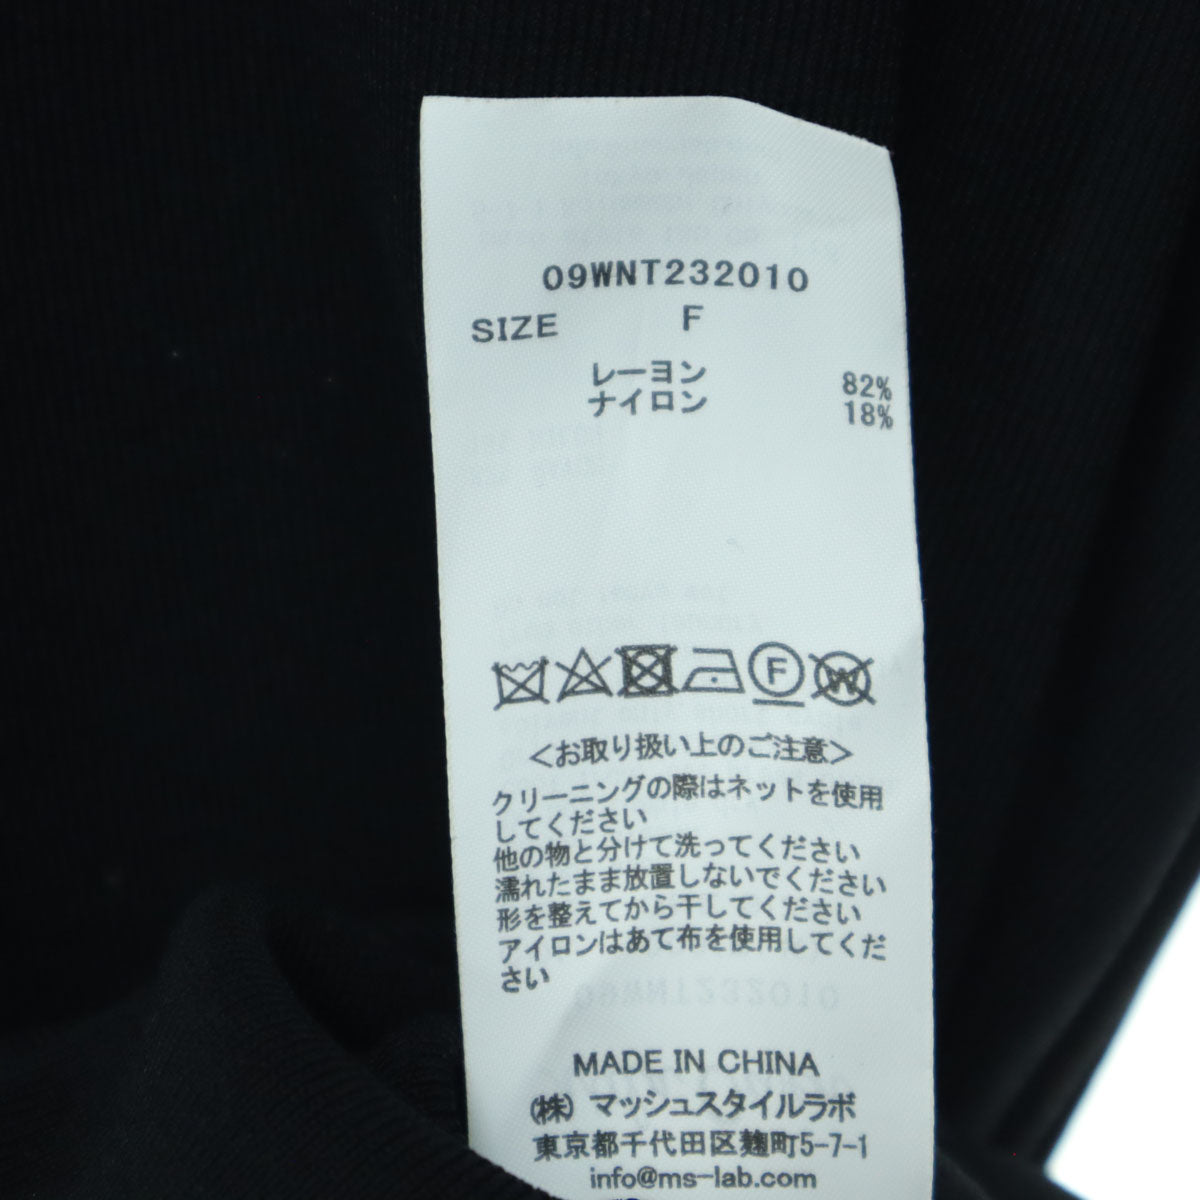 09WNT232010
SIZE F
レーヨン 82%
ナイロン 18%
F W
<お取り扱い上のご注意>
クリーニングの際はネットを使用
してください
他の物と分けて洗ってください
濡れたまま放置しないでください
形を整えてから干してください
アイロンはあて布を使用してくだ
さい
09WNT232010
MADE IN CHINA
(株) マッシュスタイルラボ
東京都千代田区麹町5-7-1
info@ms-lab.com